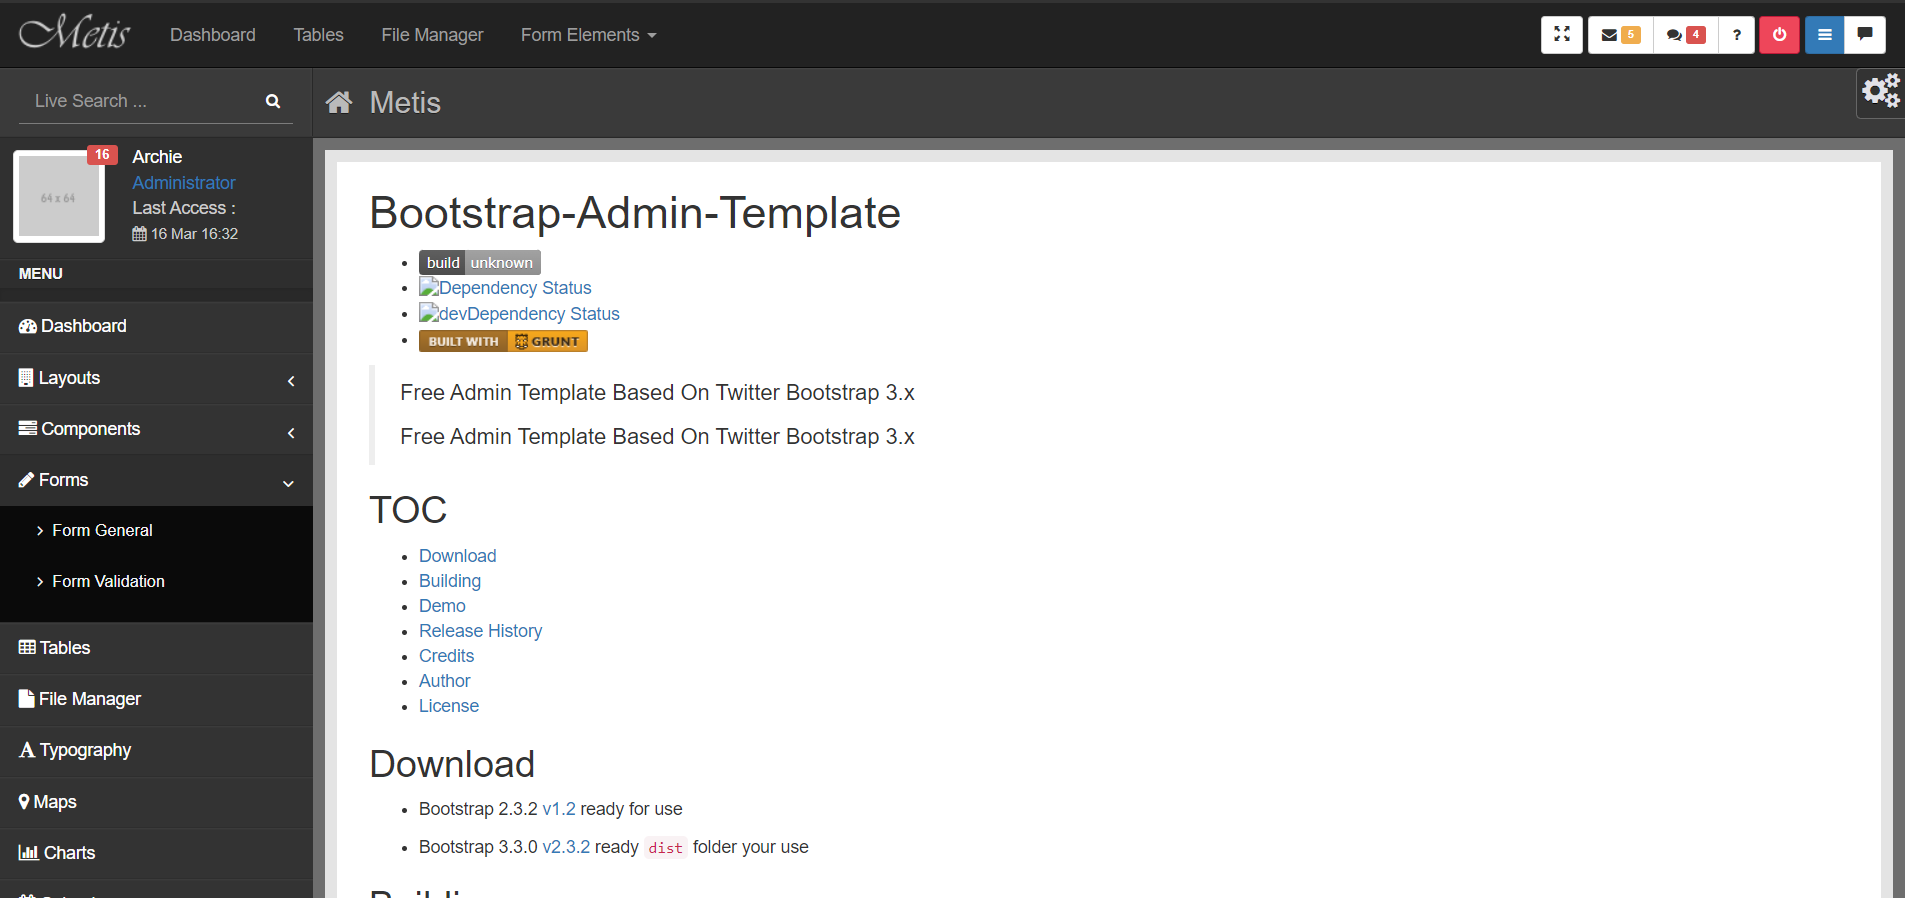 Metis Dashboard Tables File Manager Form Elements 5 4 ?
Live Search ...
Metis
64 x 64
16
Archie
Administrator
Last Access :
16 Mar 16:32
MENU
Dashboard
Layouts
Components
Forms
Form General
Form Validation
Tables
File Manager
Typography
Maps
Charts
Bootstrap-Admin-Template
build unknown
Dependency Status
devDependency Status
BUILT WITH GRUNT
Free Admin Template Based On Twitter Bootstrap 3.x
Free Admin Template Based On Twitter Bootstrap 3.x
TOC
Download
Building
Demo
Release History
Credits
Author
License
Download
Bootstrap 2.3.2 v1.2 ready for use
Bootstrap 3.3.0 v2.3.2 ready dist folder your use